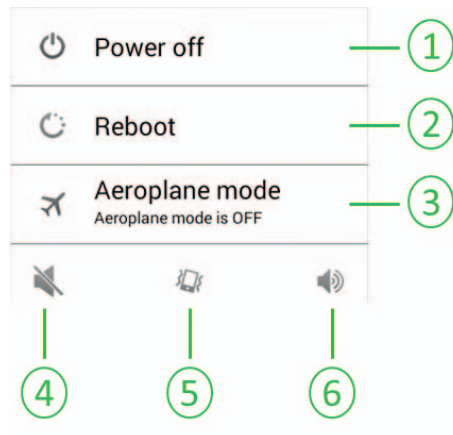 Power off
1
Reboot
2
Aeroplane mode
Aeroplane mode is OFF
3
4 5 6